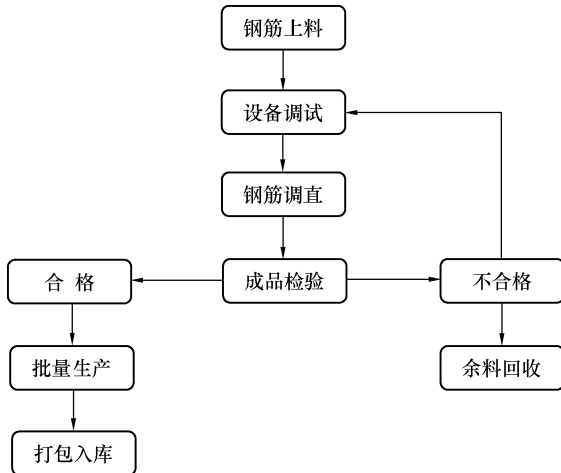 钢筋上料
设备调试
钢筋调直
合 格
成品检验
不合格
批量生产
余料回收
打包入库